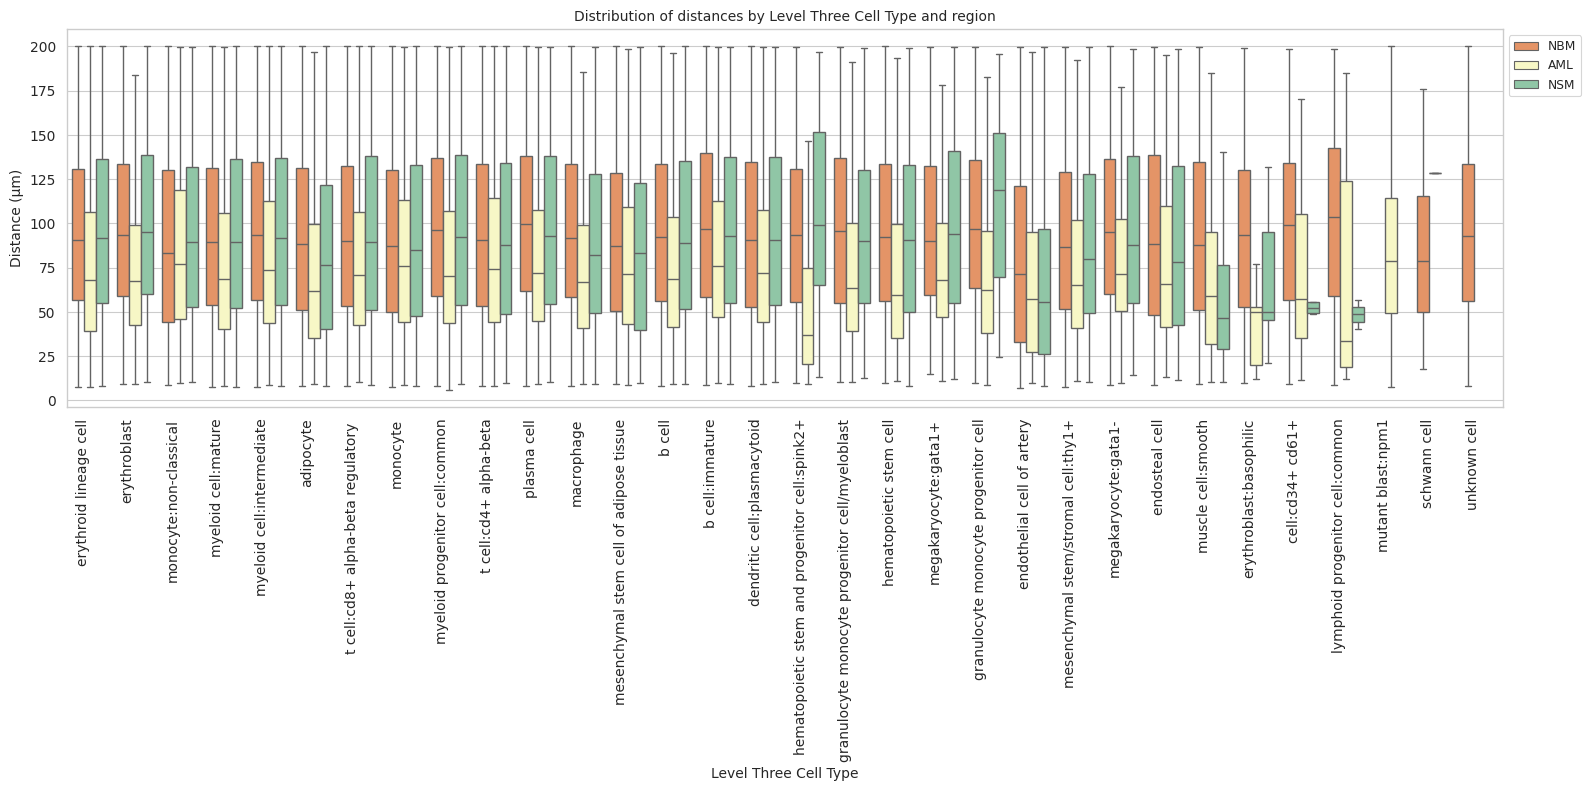 Distribution of distances by Level Three Cell Type and region
NBM
AML
NSM
Distance (μm)
200
175
150
125
100
75
50
25
0
erythroid lineage cell
erythroblast
monocyte:non-classical
myeloid cell:mature
myeloid cell:intermediate
adipocyte
t cell:cd8+ alpha-beta regulatory
monocyte
myeloid progenitor cell:common
t cell:cd4+ alpha-beta
plasma cell
macrophage
mesenchymal stem cell of adipose tissue
b cell
b cell:immature
dendritic cell:plasmacytoid
hematopoietic stem and progenitor cell:spink2+
granulocyte monocyte progenitor cell/myeloblast
hematopoietic stem cell
megakaryocyte:gata1+
granulocyte monocyte progenitor cell
endothelial cell of artery
mesenchymal stem/stromal cell:thy1+
megakaryocyte:gata1-
endosteal cell
muscle cell:smooth
erythroblast:basophilic
cell:cd34+ cd61+
lymphoid progenitor cell:common
mutant blast:npm1
schwann cell
unknown cell
Level Three Cell Type